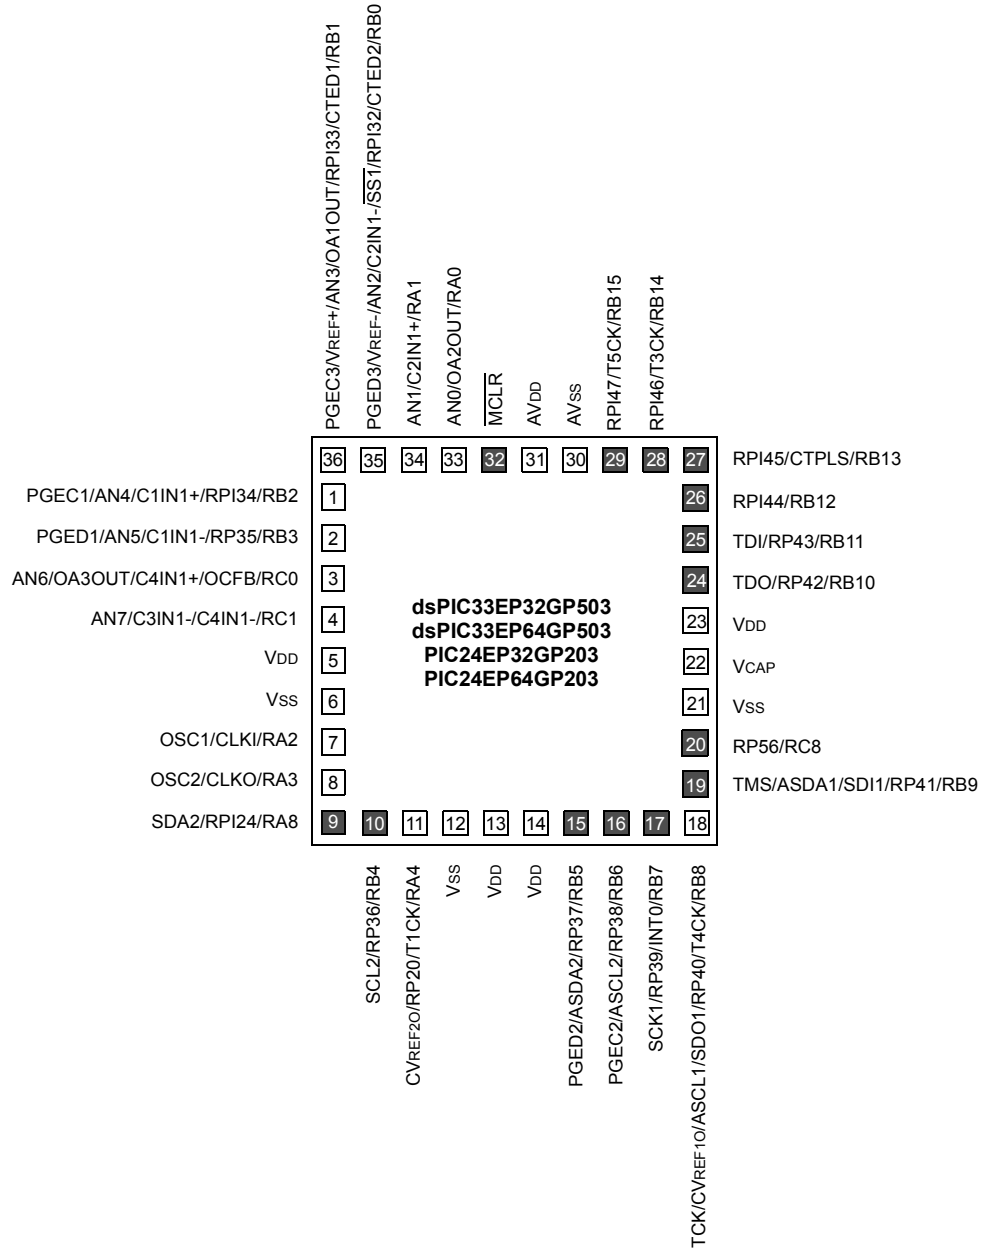 PGEC3/VREF+/AN3/OA1OUT/RPI33/CTED1/RB1
PGED3/VREF-/AN2/C2IN1-/SS1/RPI32/CTED2/RB0
AN1/C2IN1+/RA1
AN0/OA2OUT/RA0
MCLR
AVDD
AVSS
RPI47/T5CK/RB15
RPI46/T3CK/RB14
36 35 34 33 32 31 30 29 28 27
RPI45/CTPLS/RB13
PGEC1/AN4/C1IN1+/RPI34/RB2
1
26
RPI44/RB12
PGED1/AN5/C1IN1-/RP35/RB3
2
25
TDI/RP43/RB11
AN6/OA3OUT/C4IN1+/OCFB/RC0
3
24
TDO/RP42/RB10
AN7/C3IN1-/C4IN1-/RC1
4
23
VDD
VDD
5
22
VCAP
VSS
6
21
VSS
OSC1/CLKI/RA2
7
20
RP56/RC8
OSC2/CLKO/RA3
8
19
TMS/ASDA1/SDI1/RP41/RB9
dsPIC33EP32GP503
dsPIC33EP64GP503
PIC24EP32GP203
PIC24EP64GP203
SDA2/RPI24/RA8
9 10 11 12 13 14 15 16 17 18
SCL2/RP36/RB4
CVREF2O/RP20/T1CK/RA4
VSS
VDD
VDD
PGED2/ASDA2/RP37/RB5
PGEC2/ASCL2/RP38/RB6
SCK1/RP39/INT0/RB7
TCK/CVREF1O/ASCL1/SDO1/RP40/T4CK/RB8